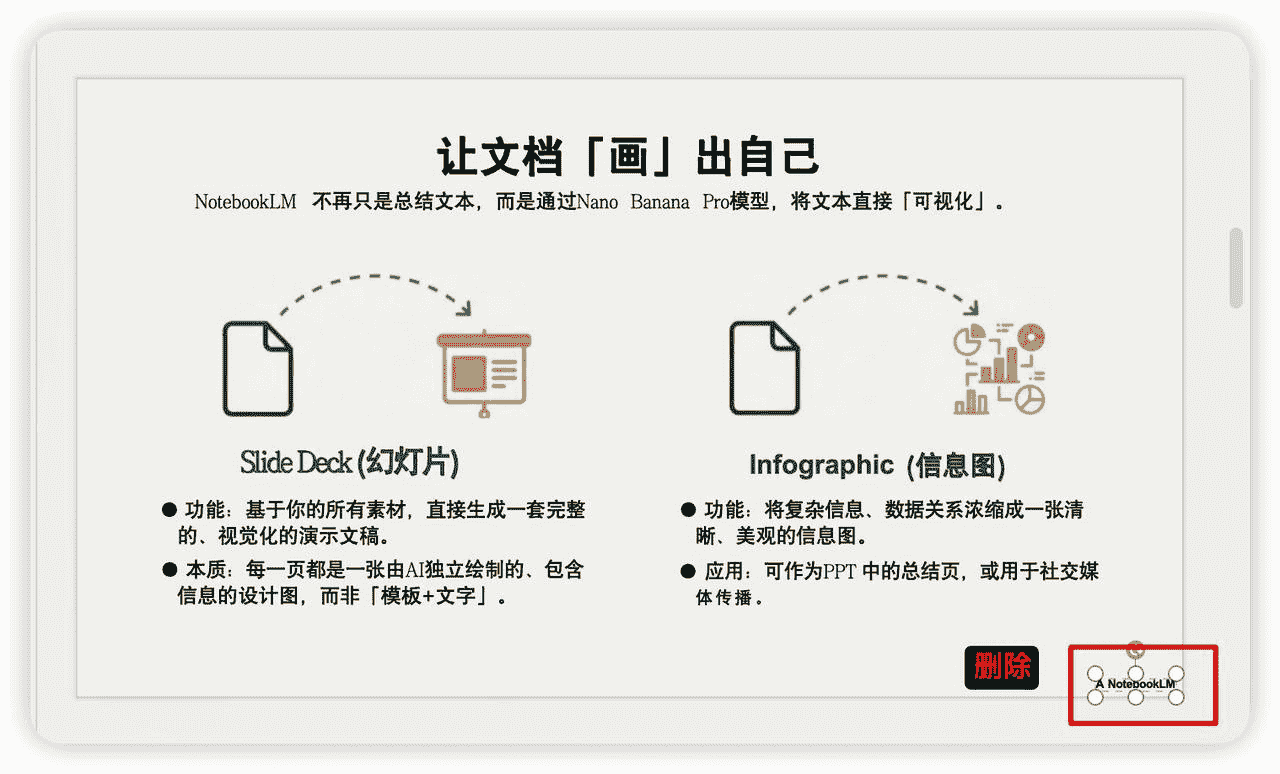 让文档「画」出自己
NotebookLM 不再只是总结文本，而是通过Nano Banana Pro模型，将文本直接「可视化」。
Slide Deck (幻灯片)
● 功能：基于你的所有素材，直接生成一套完整
的、视觉化的演示文稿。
● 本质：每一页都是一张由AI独立绘制的、包含
信息的设计图，而非「模板+文字」。
Infographic (信息图)
● 功能：将复杂信息、数据关系浓缩成一张清
晰、美观的信息图。
● 应用：可作为PPT 中的总结页，或用于社交媒
体传播。
删除
A NotebookLM